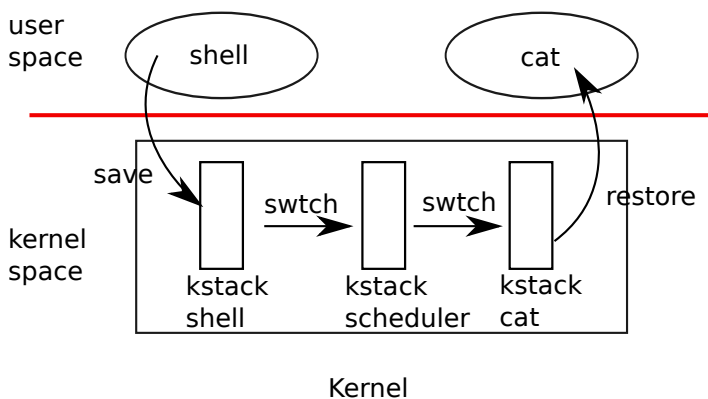 user
space
shell
cat
save
swtch
swtch
restore
kernel
space
kstack
shell
kstack
scheduler
kstack
cat
Kernel